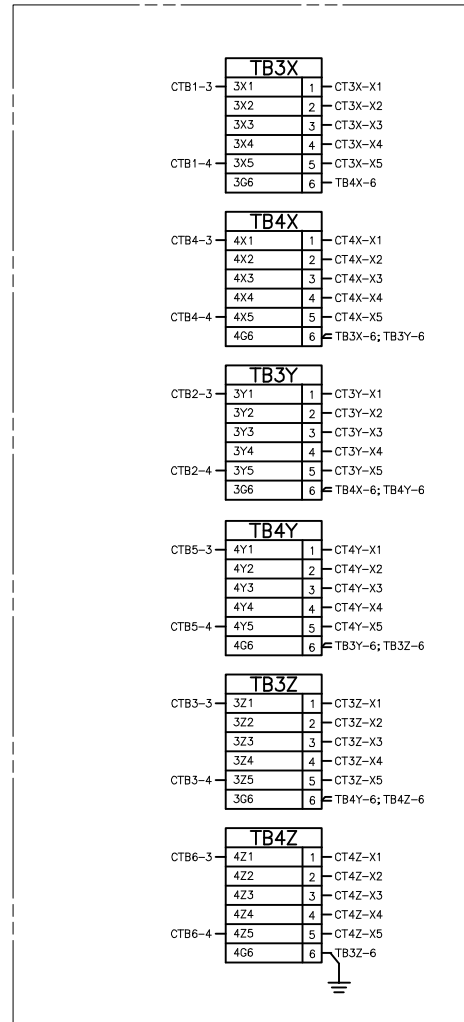 TB3X
CTB1-3 3X1 1 CT3X-X1
3X2 2 CT3X-X2
3X3 3 CT3X-X3
3X4 4 CT3X-X4
CTB1-4 3X5 5 CT3X-X5
3G6 6 TB4X-6
TB4X
CTB4-3 4X1 1 CT4X-X1
4X2 2 CT4X-X2
4X3 3 CT4X-X3
4X4 4 CT4X-X4
CTB4-4 4X5 5 CT4X-X5
4G6 6 TB3X-6; TB3Y-6
TB3Y
CTB2-3 3Y1 1 CT3Y-X1
3Y2 2 CT3Y-X2
3Y3 3 CT3Y-X3
3Y4 4 CT3Y-X4
CTB2-4 3Y5 5 CT3Y-X5
3G6 6 TB4X-6; TB4Y-6
TB4Y
CTB5-3 4Y1 1 CT4Y-X1
4Y2 2 CT4Y-X2
4Y3 3 CT4Y-X3
4Y4 4 CT4Y-X4
CTB5-4 4Y5 5 CT4Y-X5
4G6 6 TB3Y-6; TB3Z-6
TB3Z
CTB3-3 3Z1 1 CT3Z-X1
3Z2 2 CT3Z-X2
3Z3 3 CT3Z-X3
3Z4 4 CT3Z-X4
CTB3-4 3Z5 5 CT3Z-X5
3G6 6 TB4Y-6; TB4Z-6
TB4Z
CTB6-3 4Z1 1 CT4Z-X1
4Z2 2 CT4Z-X2
4Z3 3 CT4Z-X3
4Z4 4 CT4Z-X4
CTB6-4 4Z5 5 CT4Z-X5
4G6 6 TB3Z-6